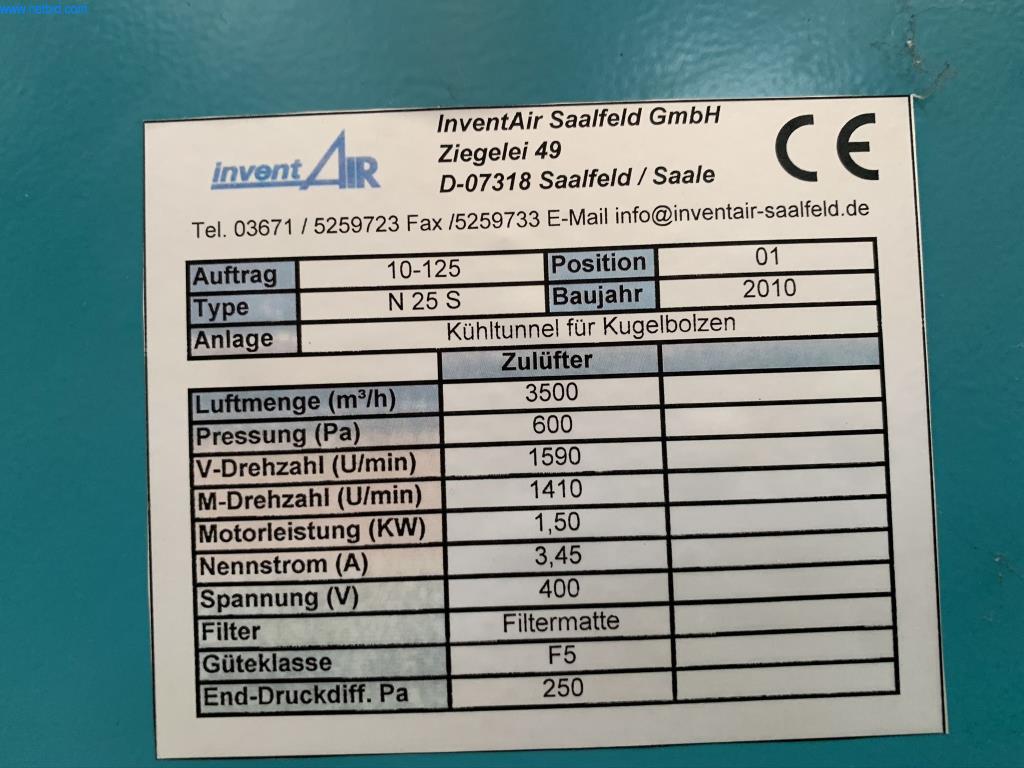 www.netbid.com
InventAir Saalfeld GmbH
Ziegelei 49
D-07318 Saalfeld / Saale
invent AIR
CE
Tel. 03671 / 5259723 Fax /5259733 E-Mail info@inventair-saalfeld.de
Auftrag 10-125 Position 01
Type N 25 S Baujahr 2010
Anlage Kühltunnel für Kugelbolzen
Zulüfter
Luftmenge (m³/h) 3500
Pressung (Pa) 600
V-Drehzahl (U/min) 1590
M-Drehzahl (U/min) 1410
Motorleistung (KW) 1,50
Nennstrom (A) 3,45
Spannung (V) 400
Filter Filtermatte
Güteklasse F5
End-Druckdiff. Pa 250